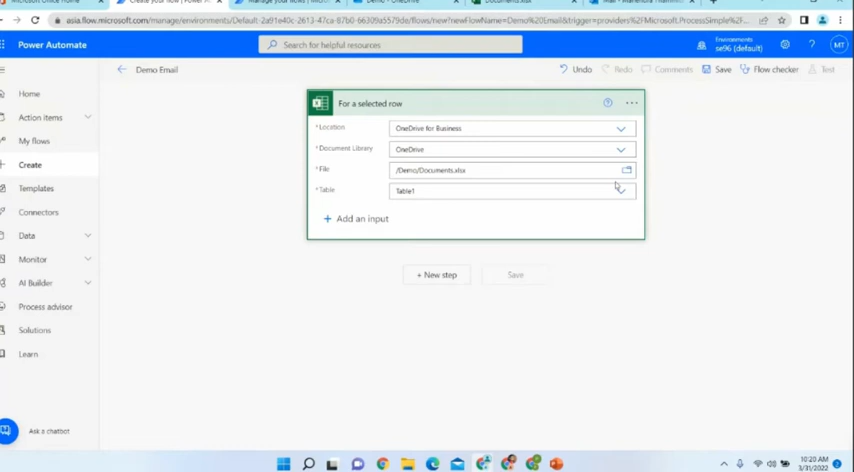 Microsoft Office Home
Create your flow | Power
Manage your flows | Micros
Demo - OneDrive
Documents.xlsx
asia.flow.microsoft.com/manage/environments/Default-2a91e40c-2613-47ca-87b0-66309a5579de/flows/new?newFlowName=Demo%20Email&trigger=providers/Microsoft.ProcessSimple/
Power Automate
Search for helpful resources
Environments
se96 (default)
MT
Demo Email
Undo
Redo
Comments
Save
Flow checker
Test
Home
Action items
My flows
Create
Templates
Connectors
Data
Monitor
AI Builder
Process advisor
Solutions
Learn
Ask a chatbot
For a selected row
* Location
OneDrive for Business
* Document Library
OneDrive
* File
/Demo/Documents.xlsx
* Table
Table1
+ Add an input
+ New step
Save
10:20 AM
3/31/2022
2